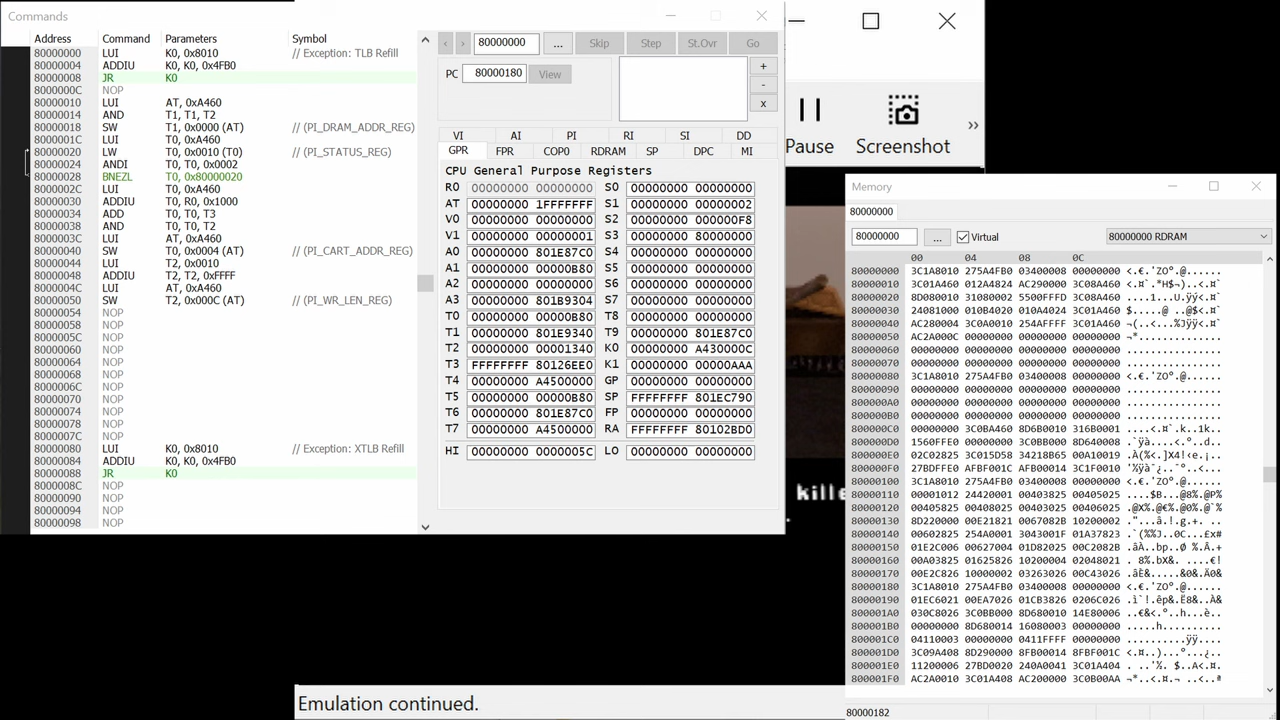 Commands
Address Command Parameters Symbol
80000000 LUI K0, 0x8010 // Exception: TLB Refill
80000004 ADDIU K0, K0, 0x4FB0
80000008 JR K0
8000000C NOP
80000010 LUI AT, 0xA460
80000014 AND T1, T1, T2
80000018 SW T1, 0x0000 (AT) // (PI_DRAM_ADDR_REG)
8000001C LUI T0, 0xA460
80000020 LW T0, 0x0010 (T0) // (PI_STATUS_REG)
80000024 ANDI T0, T0, 0x0002
80000028 BNEZL T0, 0x80000020
8000002C LUI T0, 0xA460
80000030 ADDIU T0, R0, 0x1000
80000034 ADD T0, T0, T3
80000038 AND T0, T0, T2
8000003C LUI AT, 0xA460
80000040 SW T0, 0x0004 (AT) // (PI_CART_ADDR_REG)
80000044 LUI T2, 0x0010
80000048 ADDIU T2, T2, 0xFFFF
8000004C LUI AT, 0xA460
80000050 SW T2, 0x000C (AT) // (PI_WR_LEN_REG)
80000054 NOP
80000058 NOP
8000005C NOP
80000060 NOP
80000064 NOP
80000068 NOP
8000006C NOP
80000070 NOP
80000074 NOP
80000078 NOP
8000007C NOP
80000080 LUI K0, 0x8010 // Exception: XTLB Refill
80000084 ADDIU K0, K0, 0x4FB0
80000088 JR K0
8000008C NOP
80000090 NOP
80000094 NOP
80000098 NOP
80000000 ... Skip Step St.Ovr Go
PC 80000180 View
+
-
x
VI AI PI RI SI DD
GPR FPR COP0 RDRAM SP DPC MI
CPU General Purpose Registers
R0 00000000 00000000 S0 00000000 00000000
AT 00000000 1FFFFFFF S1 00000000 00000002
V0 00000000 00000000 S2 00000000 000000F8
V1 00000000 00000001 S3 00000000 80000000
A0 00000000 801E87C0 S4 00000000 00000000
A1 00000000 00000B80 S5 00000000 00000000
A2 00000000 00000000 S6 00000000 00000000
A3 00000000 801B9304 S7 00000000 00000000
T0 00000000 00000B80 T8 00000000 00000000
T1 00000000 801E9340 T9 00000000 801E87C0
T2 00000000 00001340 K0 00000000 A430000C
T3 FFFFFFFF 80126EE0 K1 00000000 00000AAA
T4 00000000 A4500000 GP 00000000 00000000
T5 00000000 00000B80 SP FFFFFFFF 801EC790
T6 00000000 801E87C0 FP 00000000 00000000
T7 00000000 A4500000 RA FFFFFFFF 80102BD0
HI 00000000 0000005C LO 00000000 00000000
Pause Screenshot
kille
Memory
80000000
80000000 ... Virtual 80000000 RDRAM
00 04 08 0C
80000000 3C1A8010 275A4FB0 03400008 00000000
80000010 3C01A460 012A4824 AC290000 3C08A460
80000020 8D080010 31080002 5500FFFD 3C08A460
80000030 24081000 010B4020 010A4024 3C01A460
80000040 AC280004 3C0A0010 254AFFFF 3C01A460
80000050 AC2A000C 00000000 00000000 00000000
80000060 00000000 00000000 00000000 00000000
80000070 00000000 00000000 00000000 00000000
80000080 3C1A8010 275A4FB0 03400008 00000000
80000090 00000000 00000000 00000000 00000000
800000A0 00000000 00000000 00000000 00000000
800000B0 00000000 00000000 00000000 00000000
800000C0 00000000 3C0BA460 8D6B0010 316B0001
800000D0 1560FFE0 00000000 3C0BB000 8D640008
800000E0 02C02825 3C015D58 34218B65 00A10019
800000F0 27BDFFE0 AFBF001C AFB00014 3C1F0010
80000100 3C1A8010 275A4FB0 03400008 00000000
80000110 00001012 24420001 00403825 00405025
80000120 00405825 00408025 00403025 00406025
80000130 8D220000 00E21821 0067082B 10200002
80000140 00602825 254A0001 3043001F 01A37823
80000150 01E2C006 00627004 01D82025 00C2082B
80000160 00A03825 01625826 10200004 02048021
80000170 00E2C826 10000002 03263026 00C43026
80000180 3C1A8010 275A4FB0 03400008 00000000
80000190 01EC6021 00EA7026 01CB3826 0206C026
800001A0 030C8026 3C0BB000 8D680010 14E80006
800001B0 00000000 8D680014 16080003 00000000
800001C0 04110003 00000000 0411FFFF 00000000
800001D0 3C09A408 8D290000 8FB00014 8FBF001C
800001E0 11200006 27BD0020 240A0041 3C01A404
800001F0 AC2A0010 3C01A408 AC200000 3C0B00AA
80000182
Emulation continued.